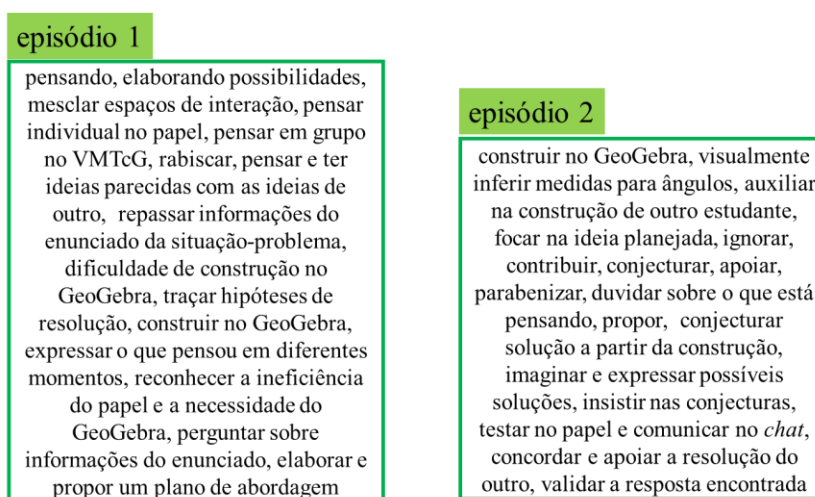 episódio 1
pensando, elaborando possibilidades,
mesclar espaços de interação, pensar
individual no papel, pensar em grupo
no VMTcG, rabiscar, pensar e ter
ideias parecidas com as ideias de
outro, repassar informações do
enunciado da situação-problema,
dificuldade de construção no
GeoGebra, traçar hipóteses de
resolução, construir no GeoGebra,
expressar o que pensou em diferentes
momentos, reconhecer a ineficiência
do papel e a necessidade do
GeoGebra, perguntar sobre
informações do enunciado, elaborar e
propor um plano de abordagem
episódio 2
construir no GeoGebra, visualmente
inferir medidas para ângulos, auxiliar
na construção de outro estudante,
focar na ideia planejada, ignorar,
contribuir, conjecturar, apoiar,
parabenizar, duvidar sobre o que está
pensando, propor, conjecturar
solução a partir da construção,
imaginar e expressar possíveis
soluções, insistir nas conjecturas,
testar no papel e comunicar no chat,
concordar e apoiar a resolução do
outro, validar a resposta encontrada